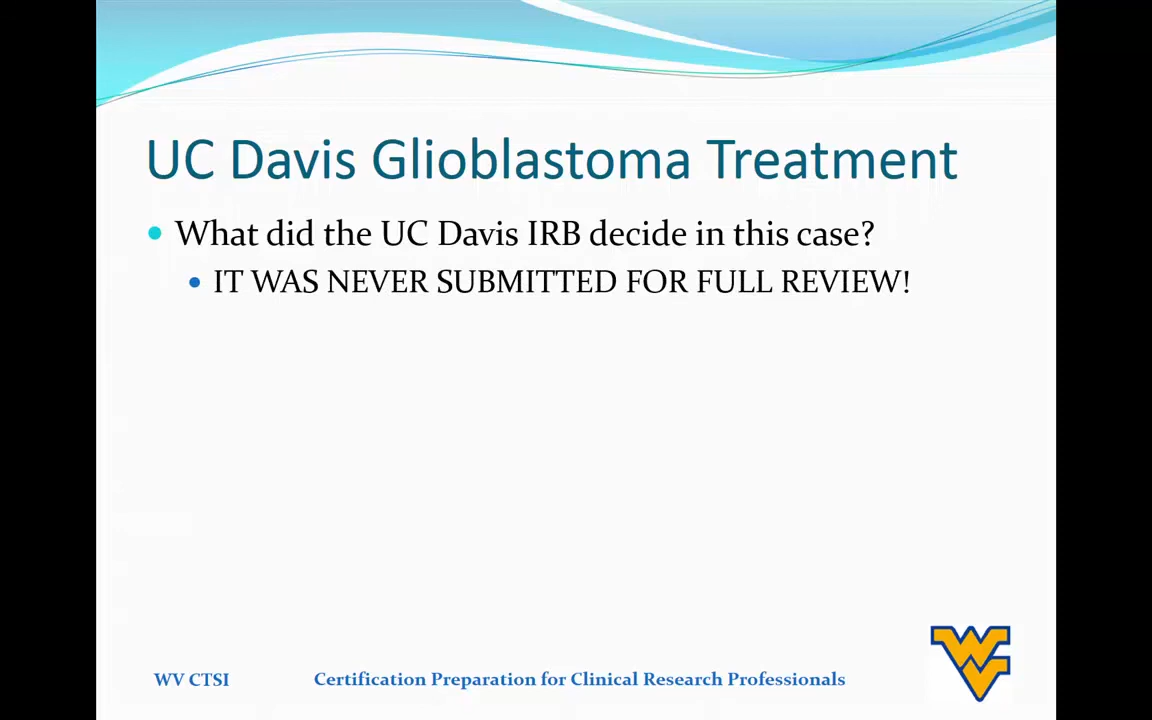 UC Davis Glioblastoma Treatment
What did the UC Davis IRB decide in this case?
IT WAS NEVER SUBMITTED FOR FULL REVIEW!
WV CTSI
Certification Preparation for Clinical Research Professionals
WV